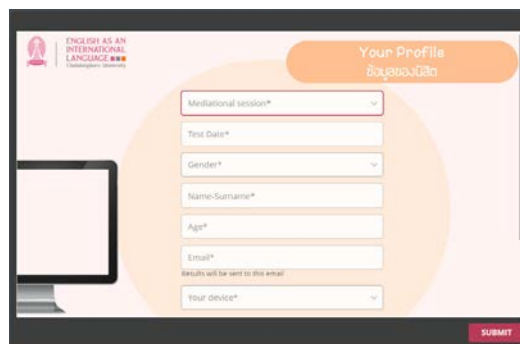 ENGLISH AS AN
INTERNATIONAL
LANGUAGE
Chulalongkorn University
Your Profile
ข้อมูลของนิสิต
Mediational session*
Test Date*
Gender*
Name-Surname*
Age*
Email*
Results will be sent to this email
Your device*
SUBMIT